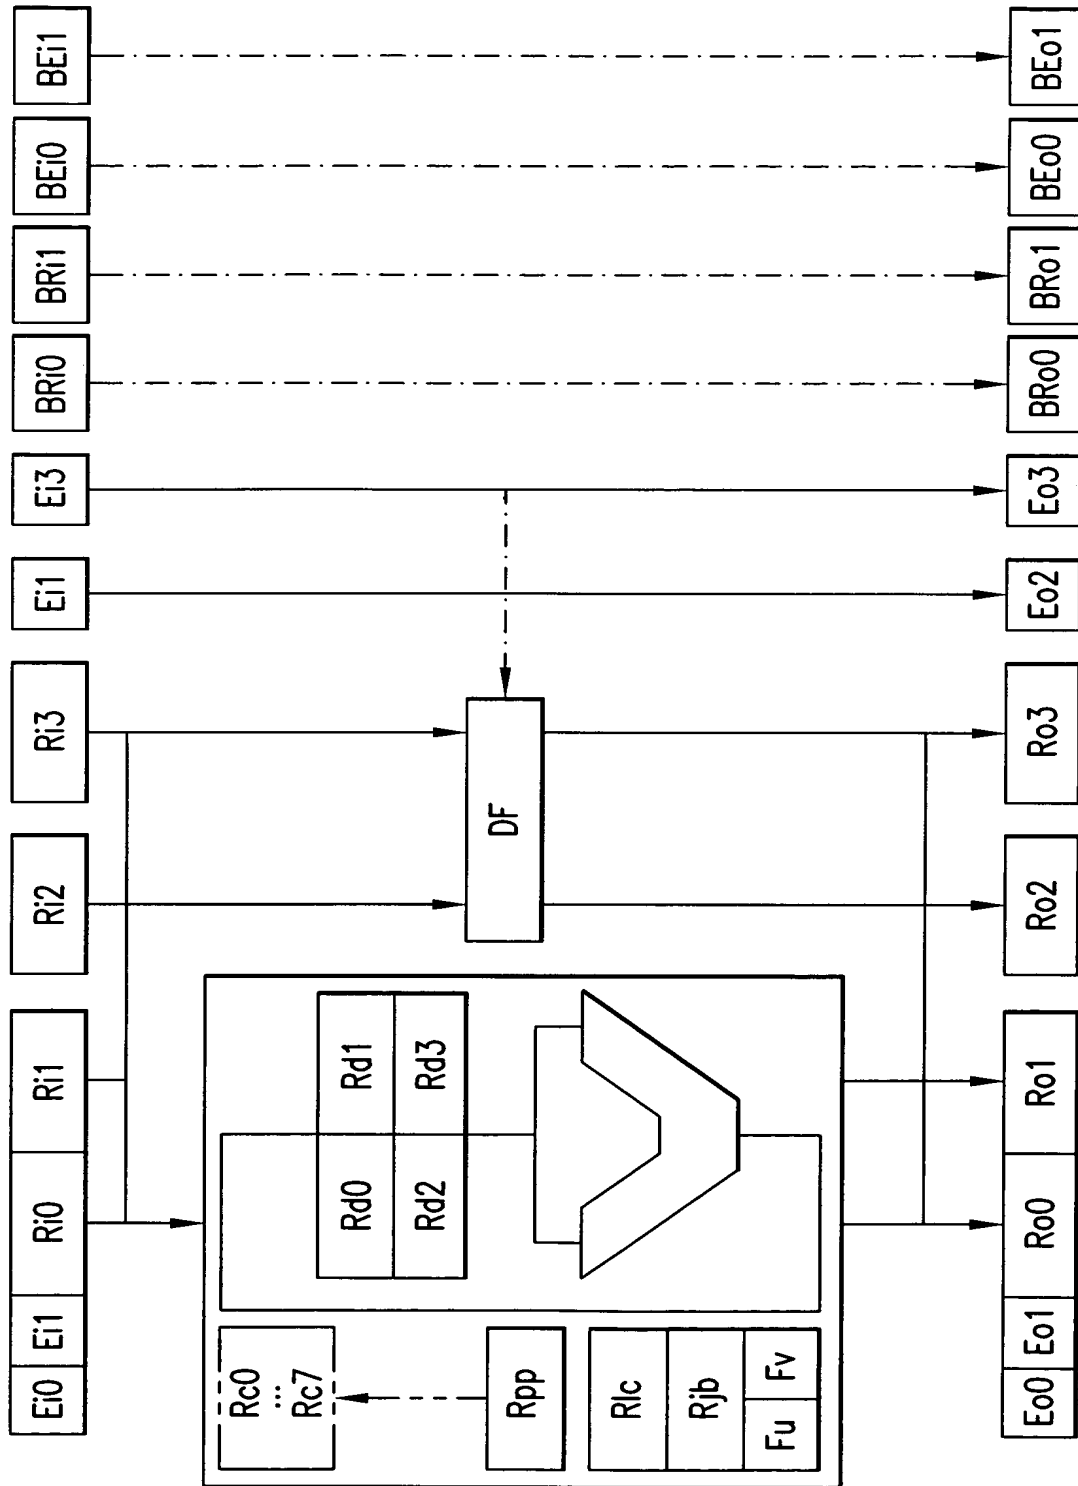 Ei0 Ei1 Ri0 Ri1 Ri2 Ri3 Ei1 Ei3 BRi0 BRi1 BEi0 BEi1
Rc0
...
Rc7
Rd0 Rd1
Rd2 Rd3
Rpp
DF
Rlc
Rjb
Fu Fv
Eo0 Eo1 Ro0 Ro1 Ro2 Ro3 Eo2 Eo3 BRo0 BRo1 BEo0 BEo1